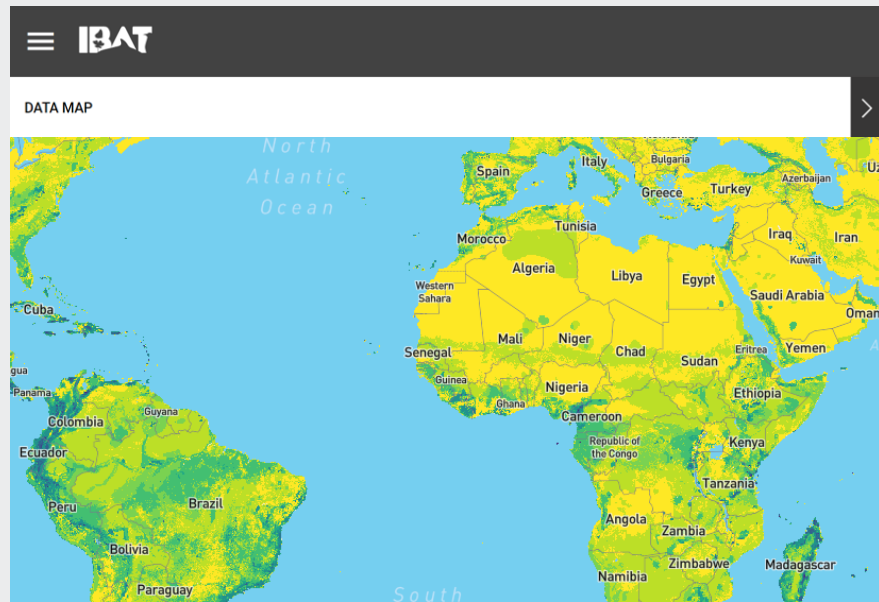 IBAT
DATA MAP
North
Atlantic
Ocean
Spain
Italy
Bulgaria
Greece
Turkey
Azerbaijan
Morocco
Tunisia
Algeria
Libya
Egypt
Iraq
Iran
Kuwait
Western
Sahara
Saudi Arabia
Oman
Cuba
Mali
Niger
Chad
Sudan
Eritrea
Yemen
Senegal
Guinea
Ghana
Nigeria
Cameroon
Ethiopia
Panama
Colombia
Guyana
Ecuador
Republic of
the Congo
Kenya
Tanzania
Peru
Brazil
Bolivia
Paraguay
Angola
Zambia
Zimbabwe
Namibia
Madagascar
South